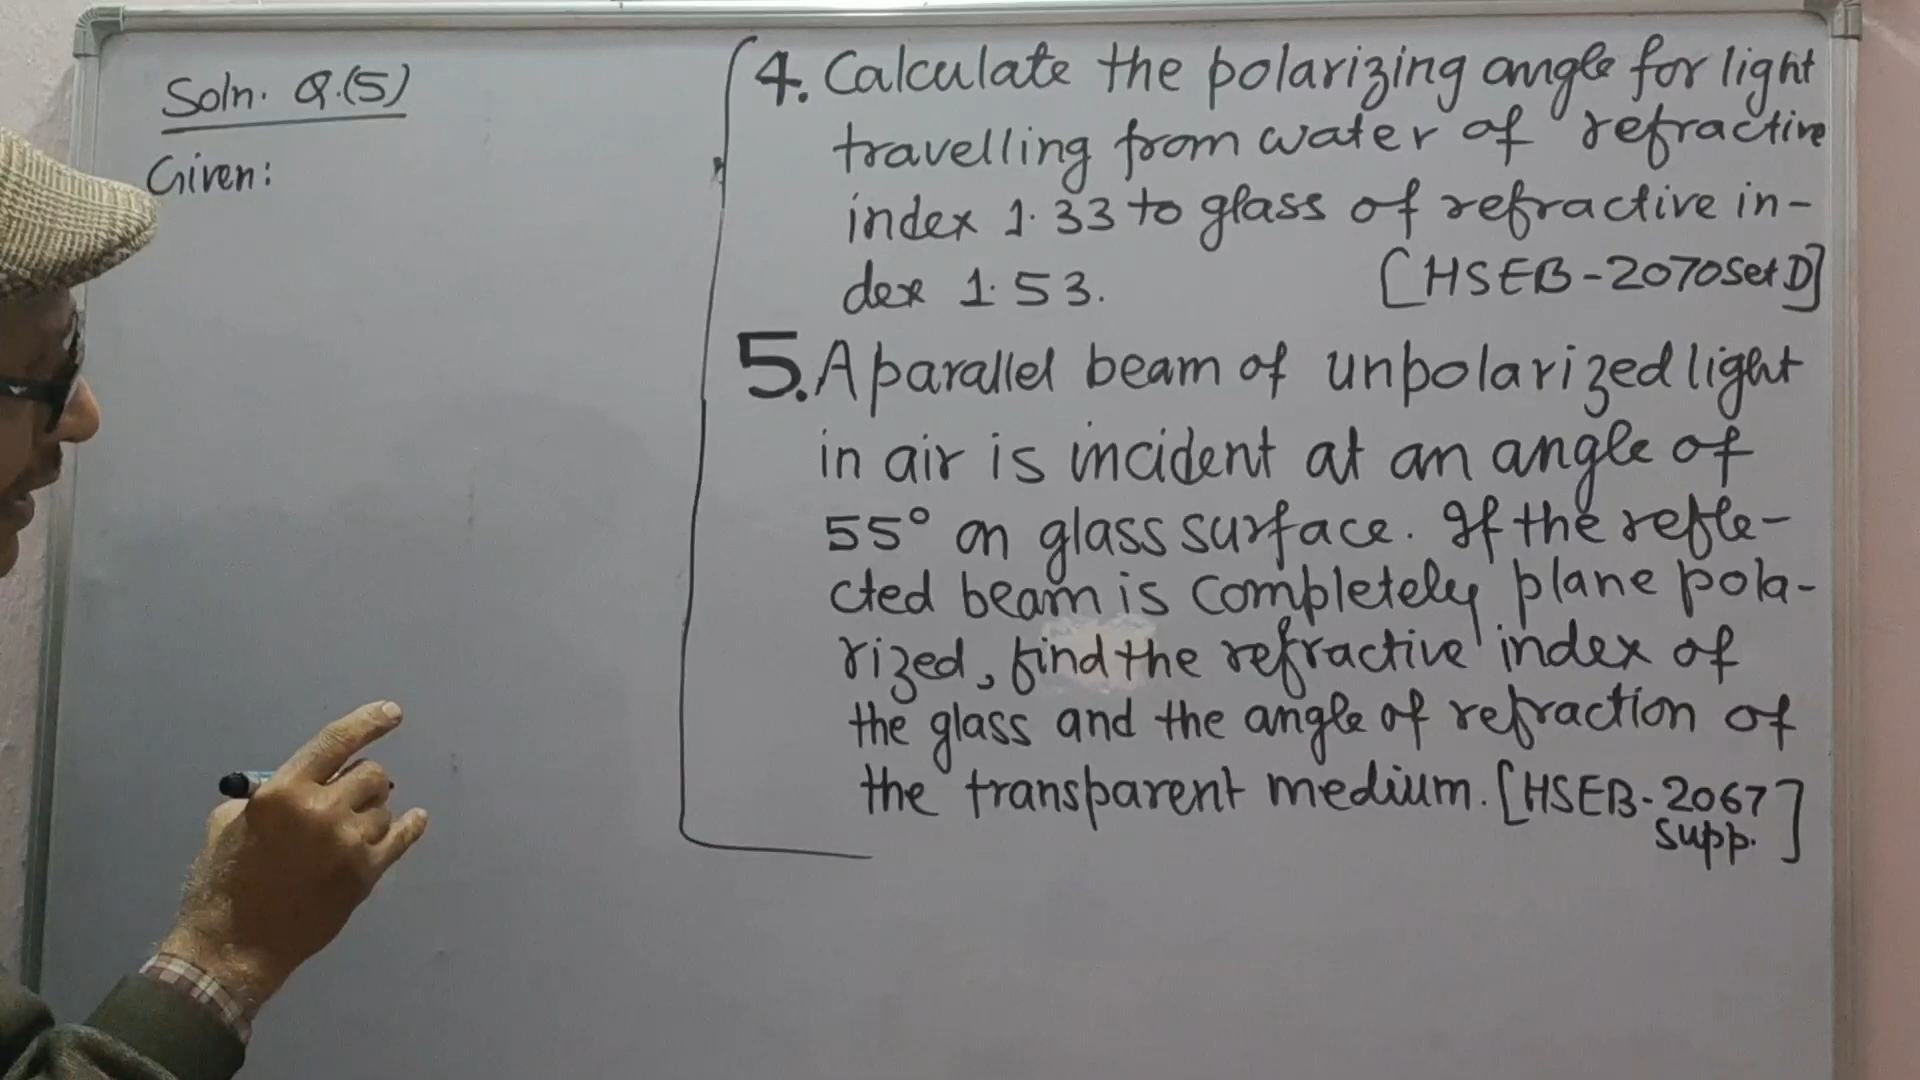 Soln. Q.(5)
Given:
4. Calculate the polarizing angle for light
travelling from water of refractive
index 1.33 to glass of refractive in-
dex 1.53. [HSEB-2070 Set D]
5. A parallel beam of unpolarized light
in air is incident at an angle of
55° on glass surface. If the refle-
cted beam is completely plane pola-
rized, find the refractive index of
the glass and the angle of refraction of
the transparent medium. [HSEB-2067
supp.]